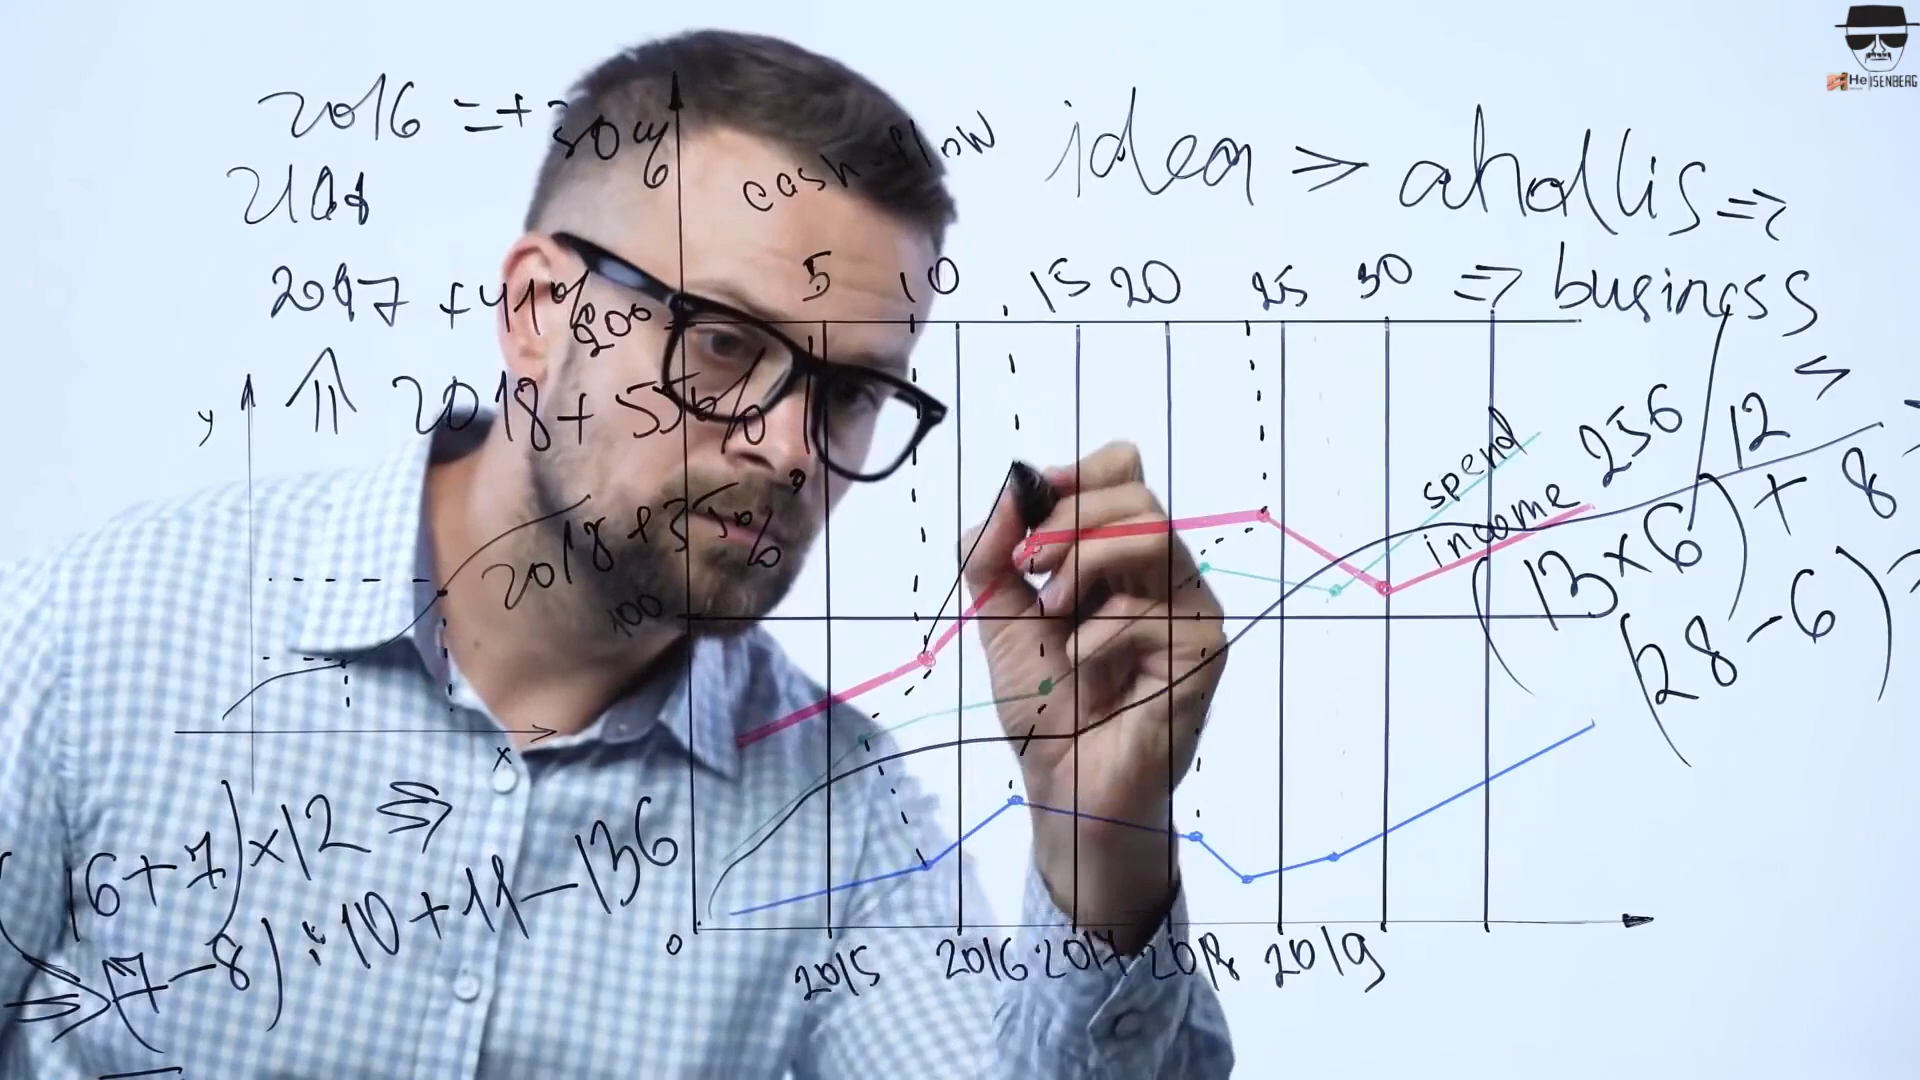 HEISENBERG
2016 =+30%
cash-flow
idea => ahallis =>
2017 +41%
5 10 15 20 25 30 => business
200
2018 + 55%
y
spend
256
12
income
2018 + 35%
100
(13×6) + 8
(28-6)
x
(16+7)×12 =>
=>(7-8) ÷ 10 + 11 - 136
0
2015 2016 2017 2018 2019